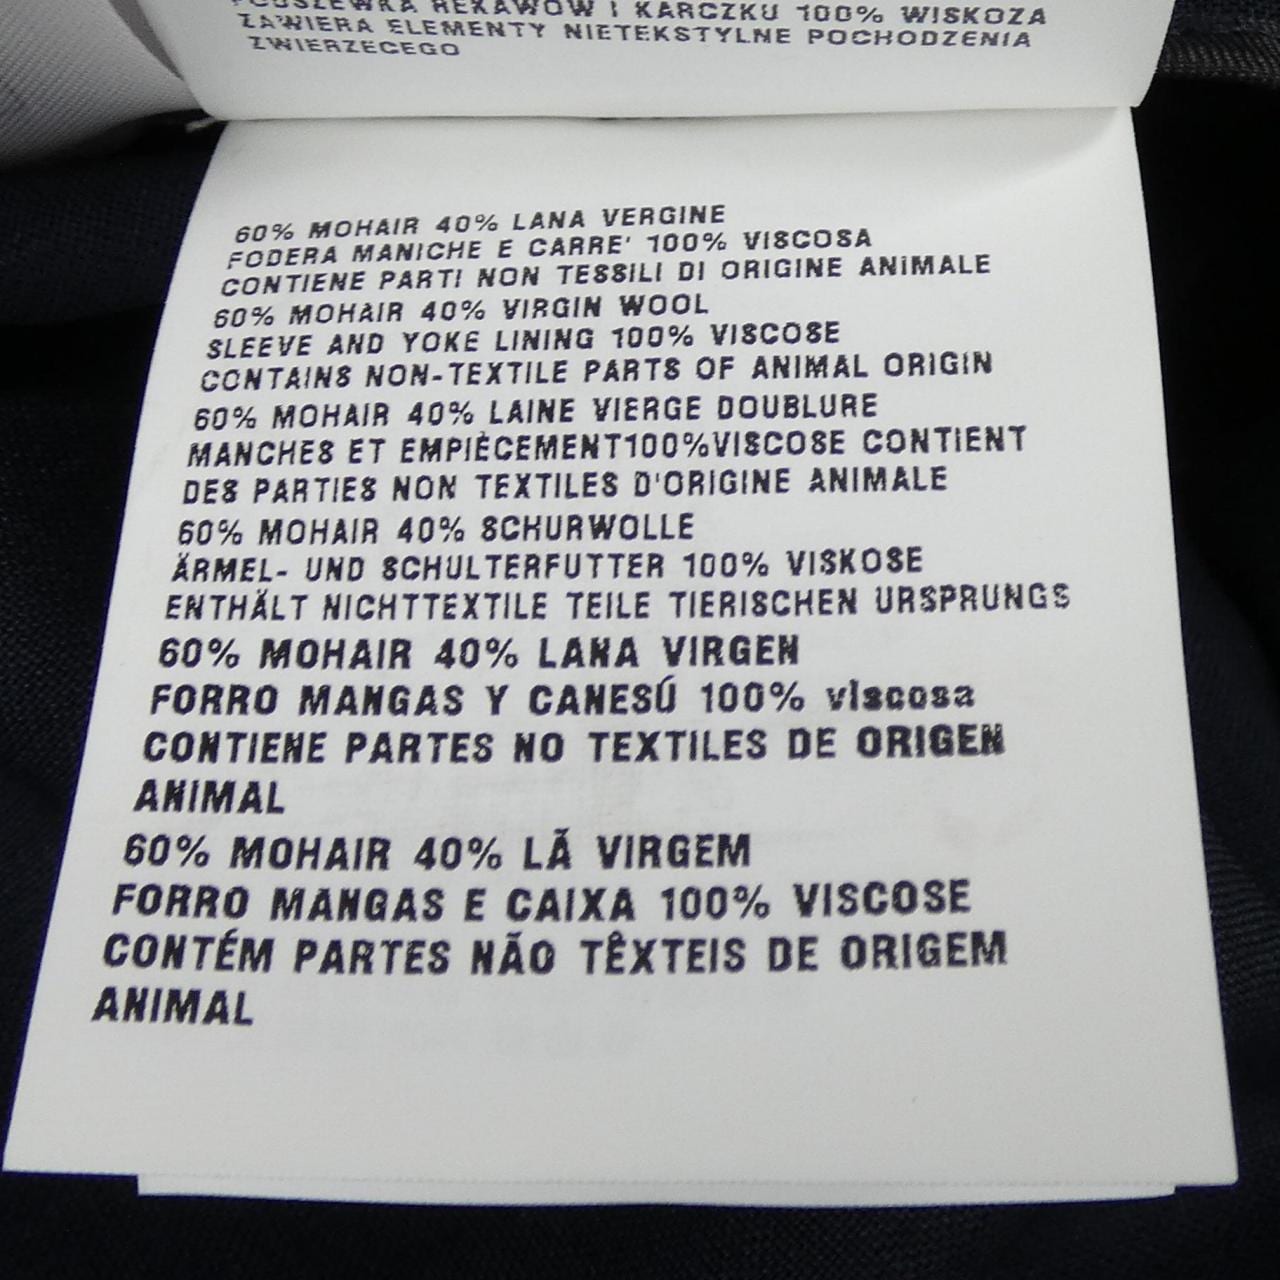 PODSZEWKA RĘKAWÓW I KARCZKU 100% WISKOZA
ZAWIERA ELEMENTY NIETEKSTYLNE POCHODZENIA
ZWIERZECEGO
60% MOHAIR 40% LANA VERGINE
FODERA MANICHE E CARRE' 100% VISCOSA
CONTIENE PARTI NON TESSILI DI ORIGINE ANIMALE
60% MOHAIR 40% VIRGIN WOOL
SLEEVE AND YOKE LINING 100% VISCOSE
CONTAINS NON-TEXTILE PARTS OF ANIMAL ORIGIN
60% MOHAIR 40% LAINE VIERGE DOUBLURE
MANCHES ET EMPIÈCEMENT100%VISCOSE CONTIENT
DES PARTIES NON TEXTILES D'ORIGINE ANIMALE
60% MOHAIR 40% SCHURWOLLE
ÄRMEL- UND SCHULTERFUTTER 100% VISKOSE
ENTHÄLT NICHTTEXTILE TEILE TIERISCHEN URSPRUNGS
60% MOHAIR 40% LANA VIRGEN
FORRO MANGAS Y CANESÚ 100% viscosa
CONTIENE PARTES NO TEXTILES DE ORIGEN
ANIMAL
60% MOHAIR 40% LÃ VIRGEM
FORRO MANGAS E CAIXA 100% VISCOSE
CONTÉM PARTES NÃO TÊXTEIS DE ORIGEM
ANIMAL